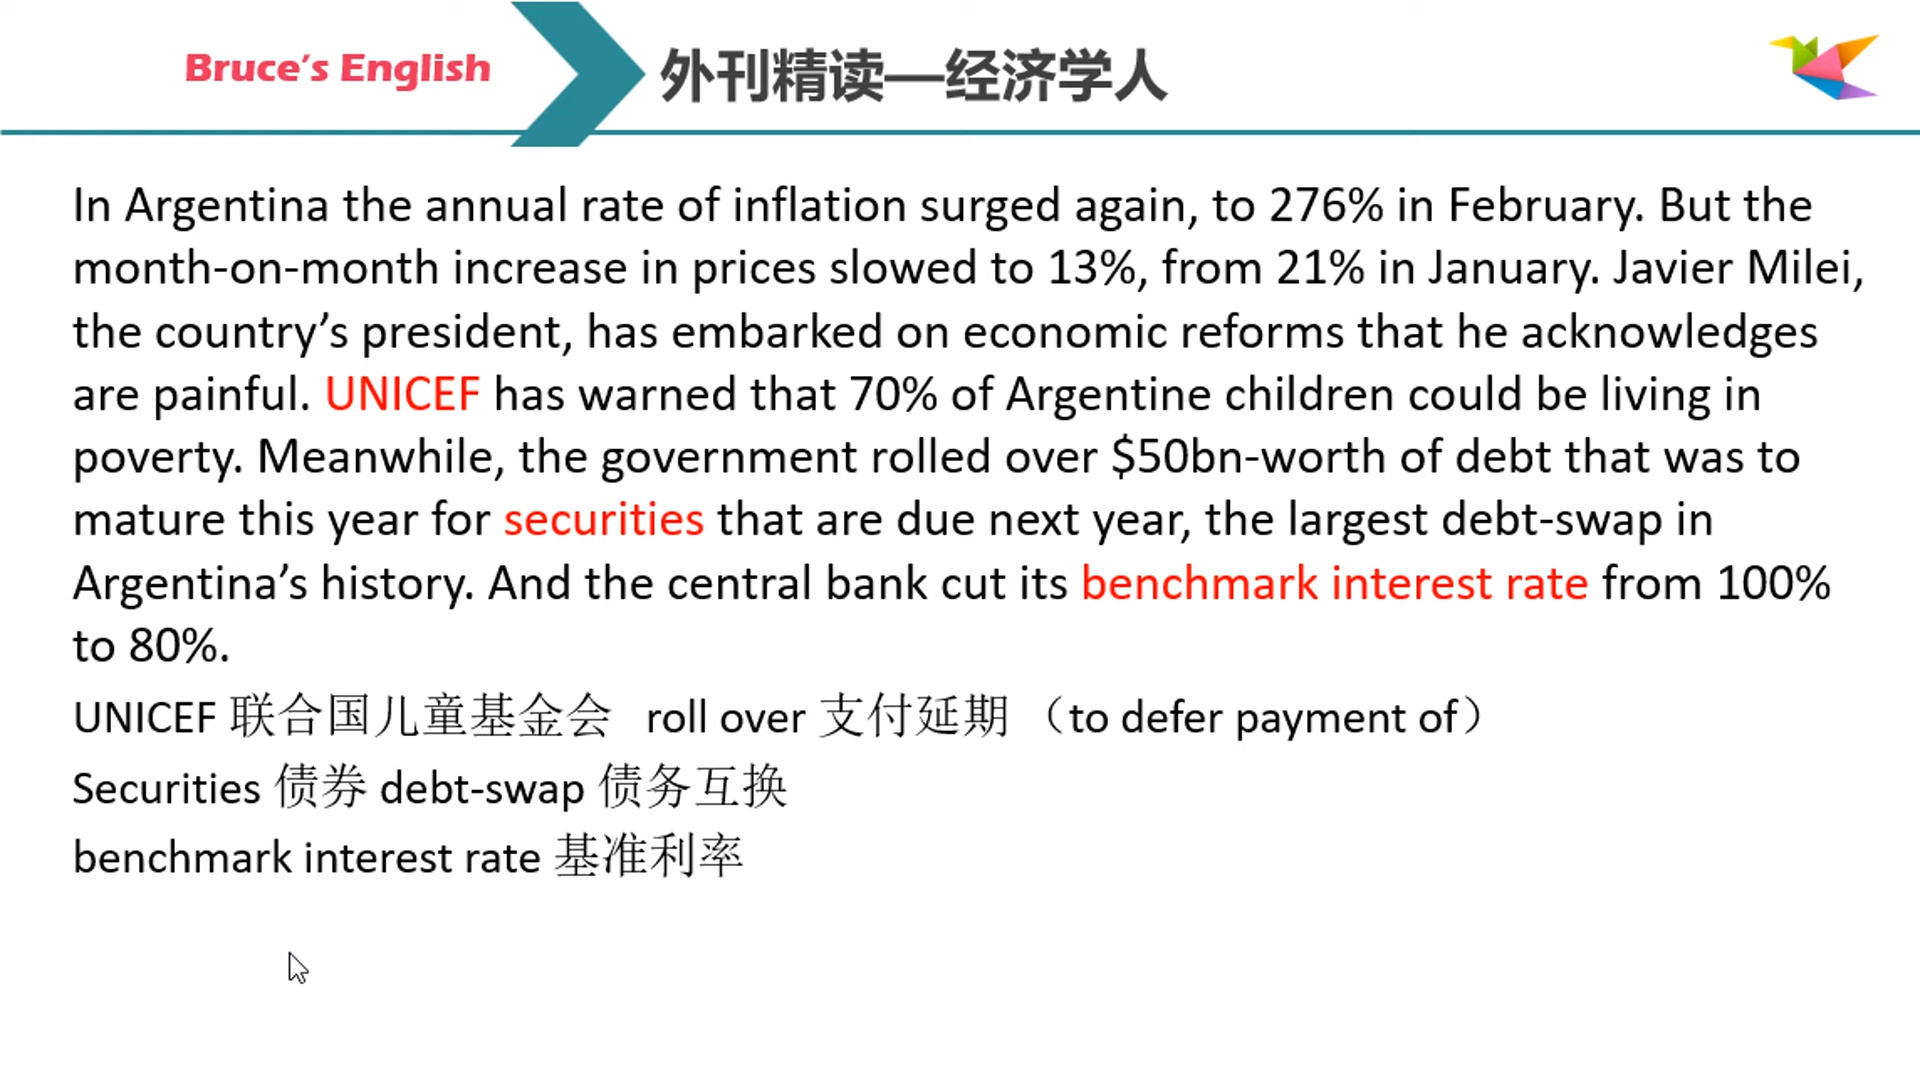 Bruce's English
外刊精读—经济学人
In Argentina the annual rate of inflation surged again, to 276% in February. But the
month-on-month increase in prices slowed to 13%, from 21% in January. Javier Milei,
the country’s president, has embarked on economic reforms that he acknowledges
are painful. UNICEF has warned that 70% of Argentine children could be living in
poverty. Meanwhile, the government rolled over $50bn-worth of debt that was to
mature this year for securities that are due next year, the largest debt-swap in
Argentina’s history. And the central bank cut its benchmark interest rate from 100%
to 80%.
UNICEF 联合国儿童基金会 roll over 支付延期 （to defer payment of）
Securities 债券 debt-swap 债务互换
benchmark interest rate 基准利率